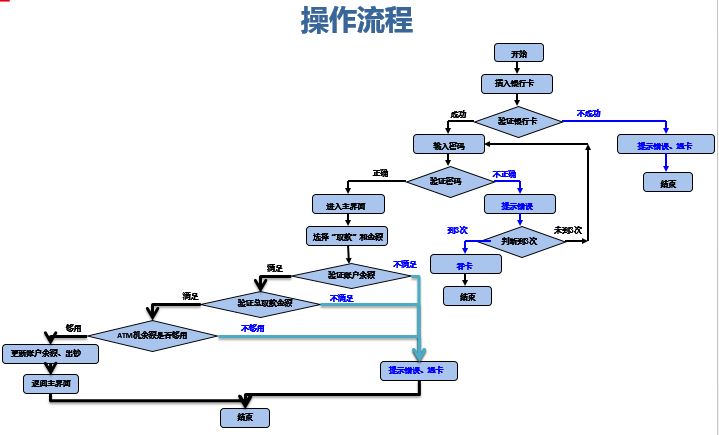 操作流程
开始
插入银行卡
验证银行卡
成功
不成功
输入密码
提示错误、退卡
结束
验证密码
正确
不正确
进入主界面
提示错误
选择“取款”和金额
判断到3次
到3次
未到3次
吞卡
结束
验证账户余额
满足
不满足
验证总取款金额
满足
不满足
ATM机余额是否够用
够用
不够用
更新账户余额、出钞
返回主界面
提示错误、退卡
结束